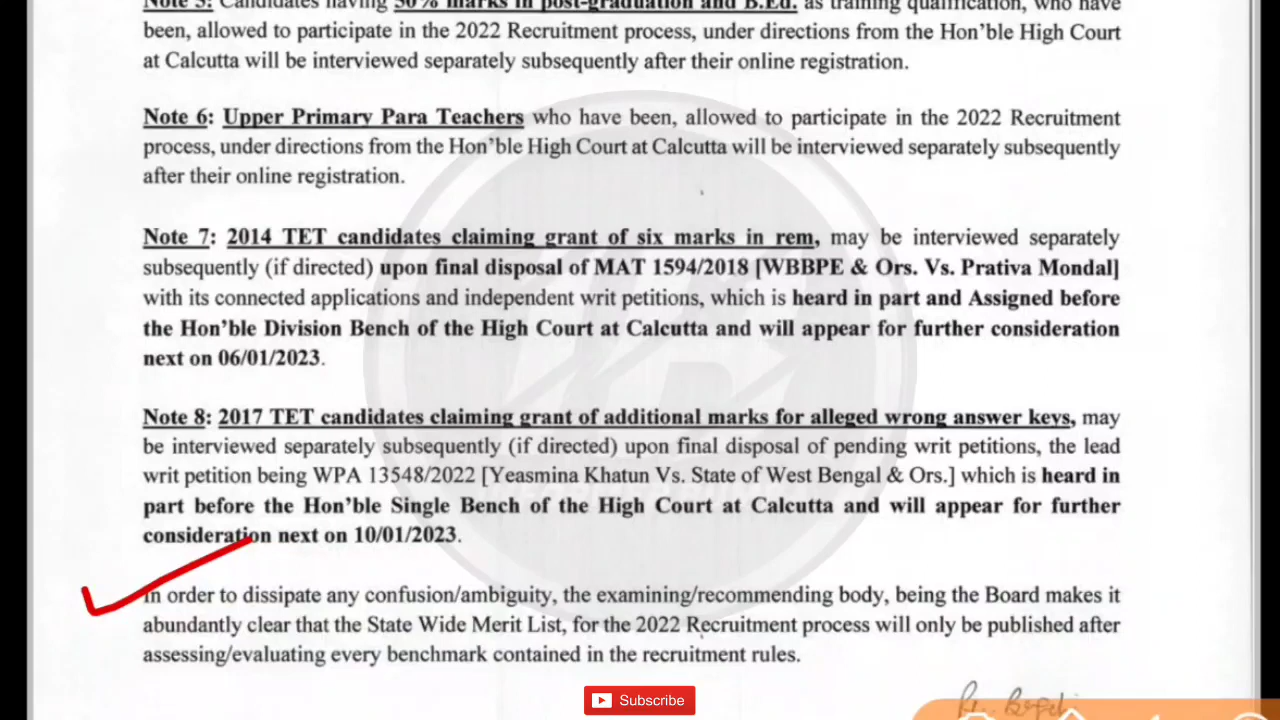 Note 5: Candidates having 50% marks in post-graduation and B.Ed. as training qualification, who have
been, allowed to participate in the 2022 Recruitment process, under directions from the Hon’ble High Court
at Calcutta will be interviewed separately subsequently after their online registration.
Note 6: Upper Primary Para Teachers who have been, allowed to participate in the 2022 Recruitment
process, under directions from the Hon’ble High Court at Calcutta will be interviewed separately subsequently
after their online registration.
Note 7: 2014 TET candidates claiming grant of six marks in rem, may be interviewed separately
subsequently (if directed) upon final disposal of MAT 1594/2018 [WBBPE & Ors. Vs. Prativa Mondal]
with its connected applications and independent writ petitions, which is heard in part and Assigned before
the Hon’ble Division Bench of the High Court at Calcutta and will appear for further consideration
next on 06/01/2023.
Note 8: 2017 TET candidates claiming grant of additional marks for alleged wrong answer keys, may
be interviewed separately subsequently (if directed) upon final disposal of pending writ petitions, the lead
writ petition being WPA 13548/2022 [Yeasmina Khatun Vs. State of West Bengal & Ors.] which is heard in
part before the Hon’ble Single Bench of the High Court at Calcutta and will appear for further
consideration next on 10/01/2023.
In order to dissipate any confusion/ambiguity, the examining/recommending body, being the Board makes it
abundantly clear that the State Wide Merit List, for the 2022 Recruitment process will only be published after
assessing/evaluating every benchmark contained in the recruitment rules.
Subscribe